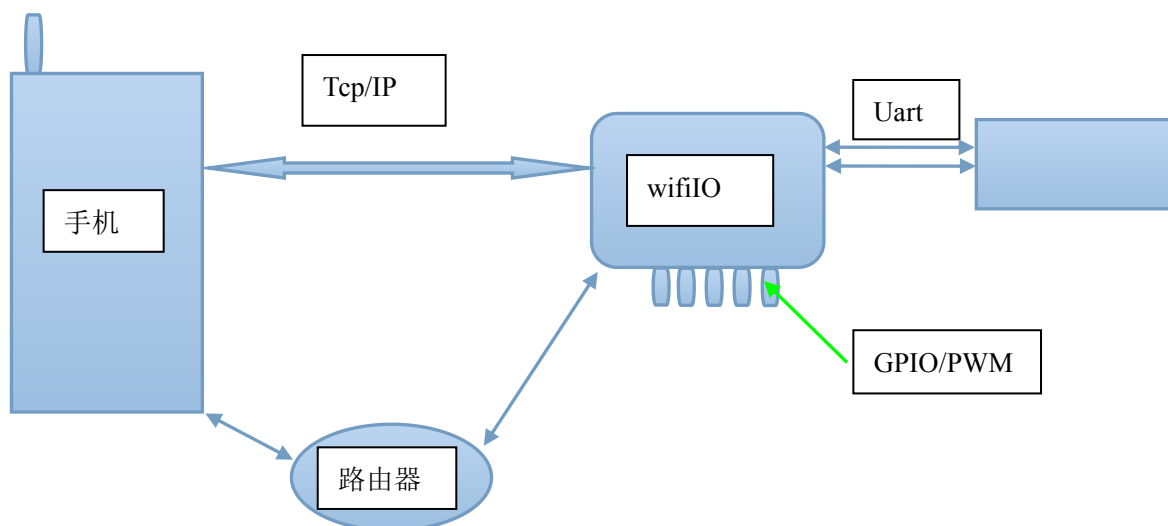 Tcp/IP
Uart
手机
wifiIO
GPIO/PWM
路由器